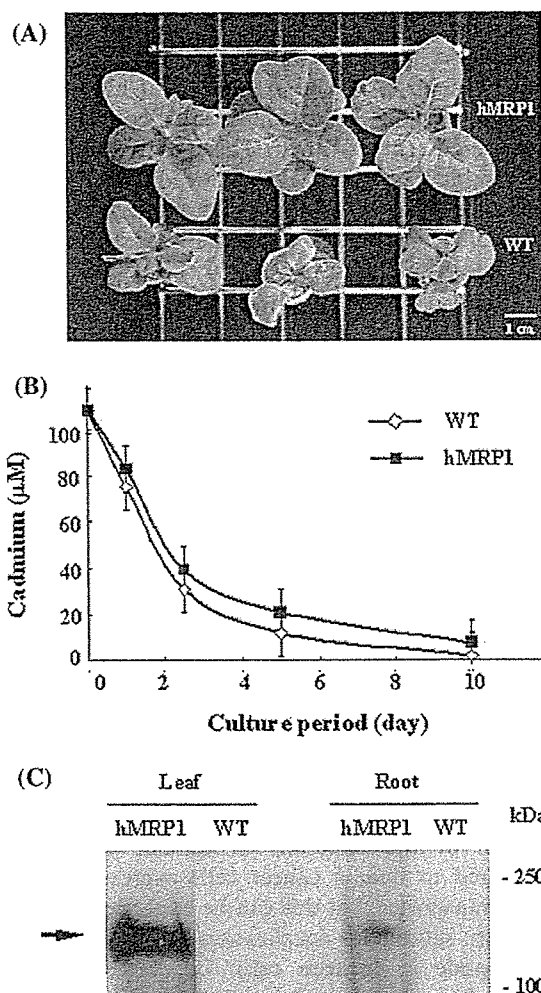 (A)
hMRP1
WT
1 cm
(B)
Cadmium (μM)
100
80
60
40
20
0
WT
hMRP1
0 2 4 6 8 10
Culture period (day)
(C)
Leaf Root
hMRP1 WT hMRP1 WT kDa
- 250
- 100